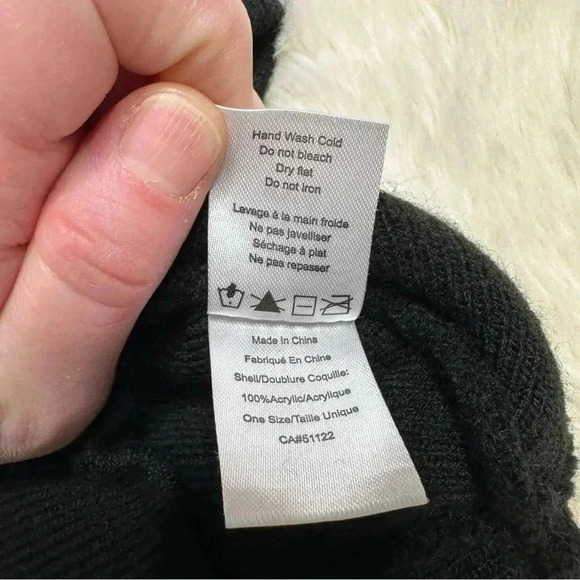 Hand Wash Cold
Do not bleach
Dry flat
Do not iron
Lavage à la main froide
Ne pas javelliser
Séchage à plat
Ne pas repasser
Made In China
Fabriqué En Chine
Shell/Doublure Coquille:
100%Acrylic/Acrylique
One Size/Taille Unique
CA#51122